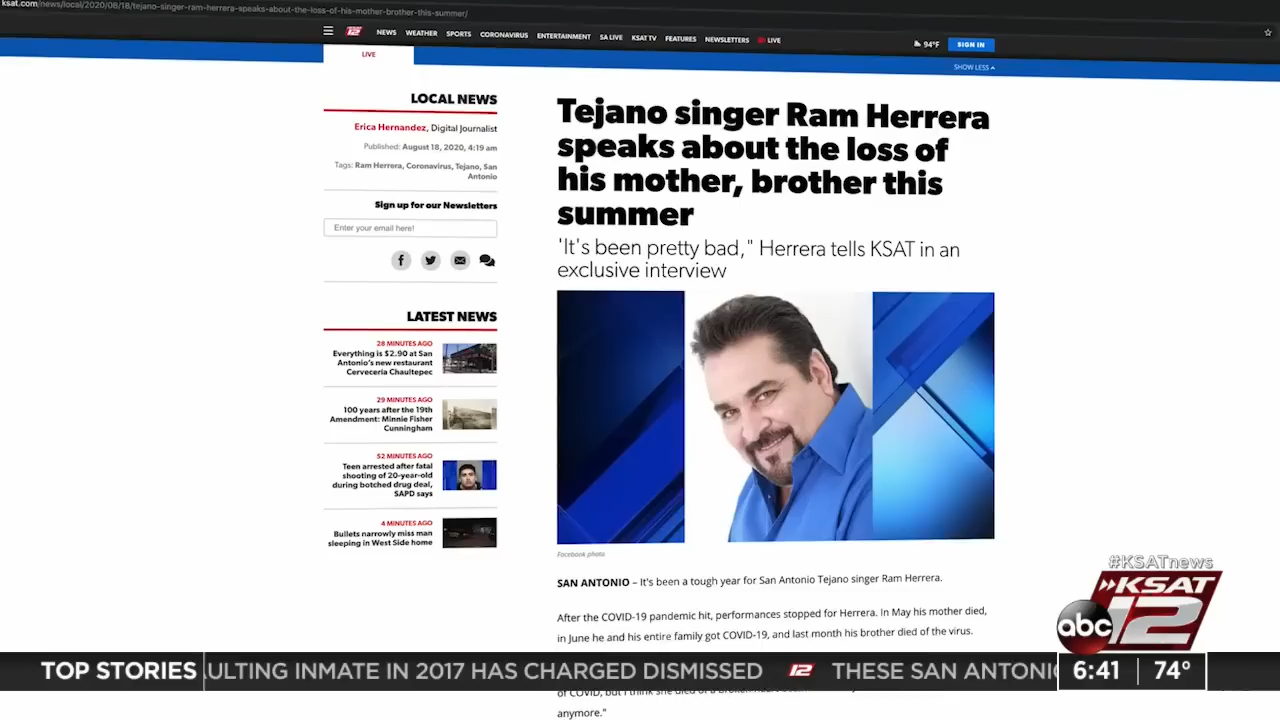 ksat.com/news/local/2020/08/18/tejano-singer-ram-herrera-speaks-about-the-loss-of-his-mother-brother-this-summer/
12 NEWS WEATHER SPORTS CORONAVIRUS ENTERTAINMENT SA LIVE KSAT TV FEATURES NEWSLETTERS LIVE 94°F SIGN IN
LIVE
SHOW LESS
LOCAL NEWS
Erica Hernandez, Digital Journalist
Published: August 18, 2020, 4:19 am
Tags: Ram Herrera, Coronavirus, Tejano, San
Antonio
Sign up for our Newsletters
Enter your email here!
LATEST NEWS
28 MINUTES AGO
Everything is $2.90 at San
Antonio's new restaurant
Cervecería Chaultepec
29 MINUTES AGO
100 years after the 19th
Amendment: Minnie Fisher
Cunningham
52 MINUTES AGO
Teen arrested after fatal
shooting of 20-year-old
during botched drug deal,
SAPD says
4 MINUTES AGO
Bullets narrowly miss man
sleeping in West Side home
Tejano singer Ram Herrera
speaks about the loss of
his mother, brother this
summer
'It's been pretty bad," Herrera tells KSAT in an
exclusive interview
Facebook photo
SAN ANTONIO – It's been a tough year for San Antonio Tejano singer Ram Herrera.
After the COVID-19 pandemic hit, performances stopped for Herrera. In May his mother died,
in June he and his entire family got COVID-19, and last month his brother died of the virus.
anymore."
#KSATnews
KSAT
abc 12
TOP STORIES ULTING INMATE IN 2017 HAS CHARGED DISMISSED 12 THESE SAN ANTONIO 6:41 74°